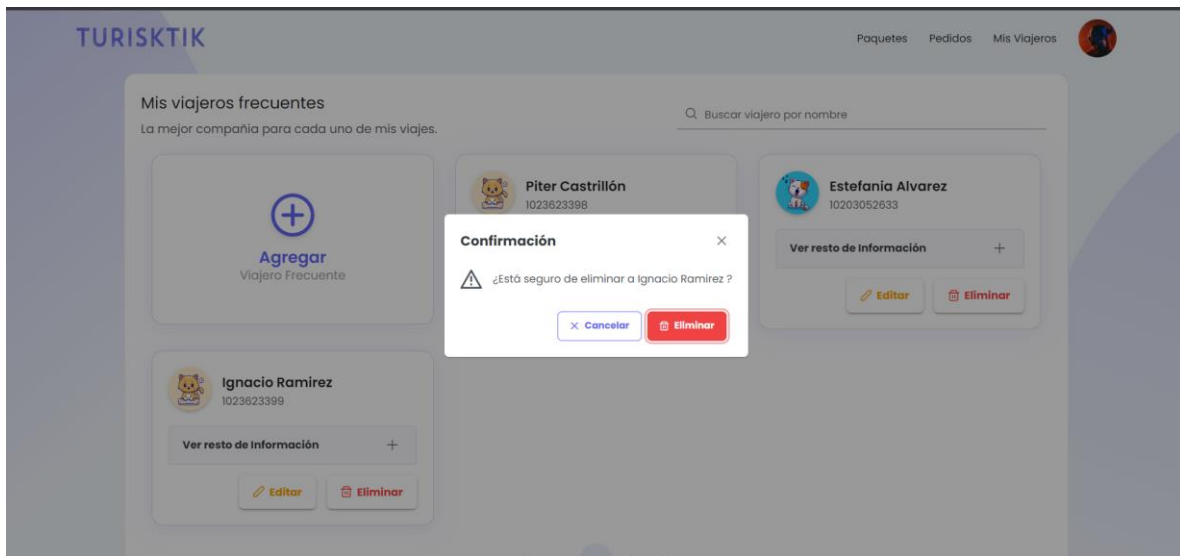 TURISKTIK
Paquetes Pedidos Mis Viajeros
Mis viajeros frecuentes
La mejor compañia para cada uno de mis viajes.
Buscar viajero por nombre
Agregar
Viajero Frecuente
Piter Castrillón
1023623398
Estefania Alvarez
10203052633
Ver resto de Información
Editar Eliminar
Confirmación
¿Está seguro de eliminar a Ignacio Ramirez ?
Cancelar Eliminar
Ignacio Ramirez
1023623399
Ver resto de Información
Editar Eliminar